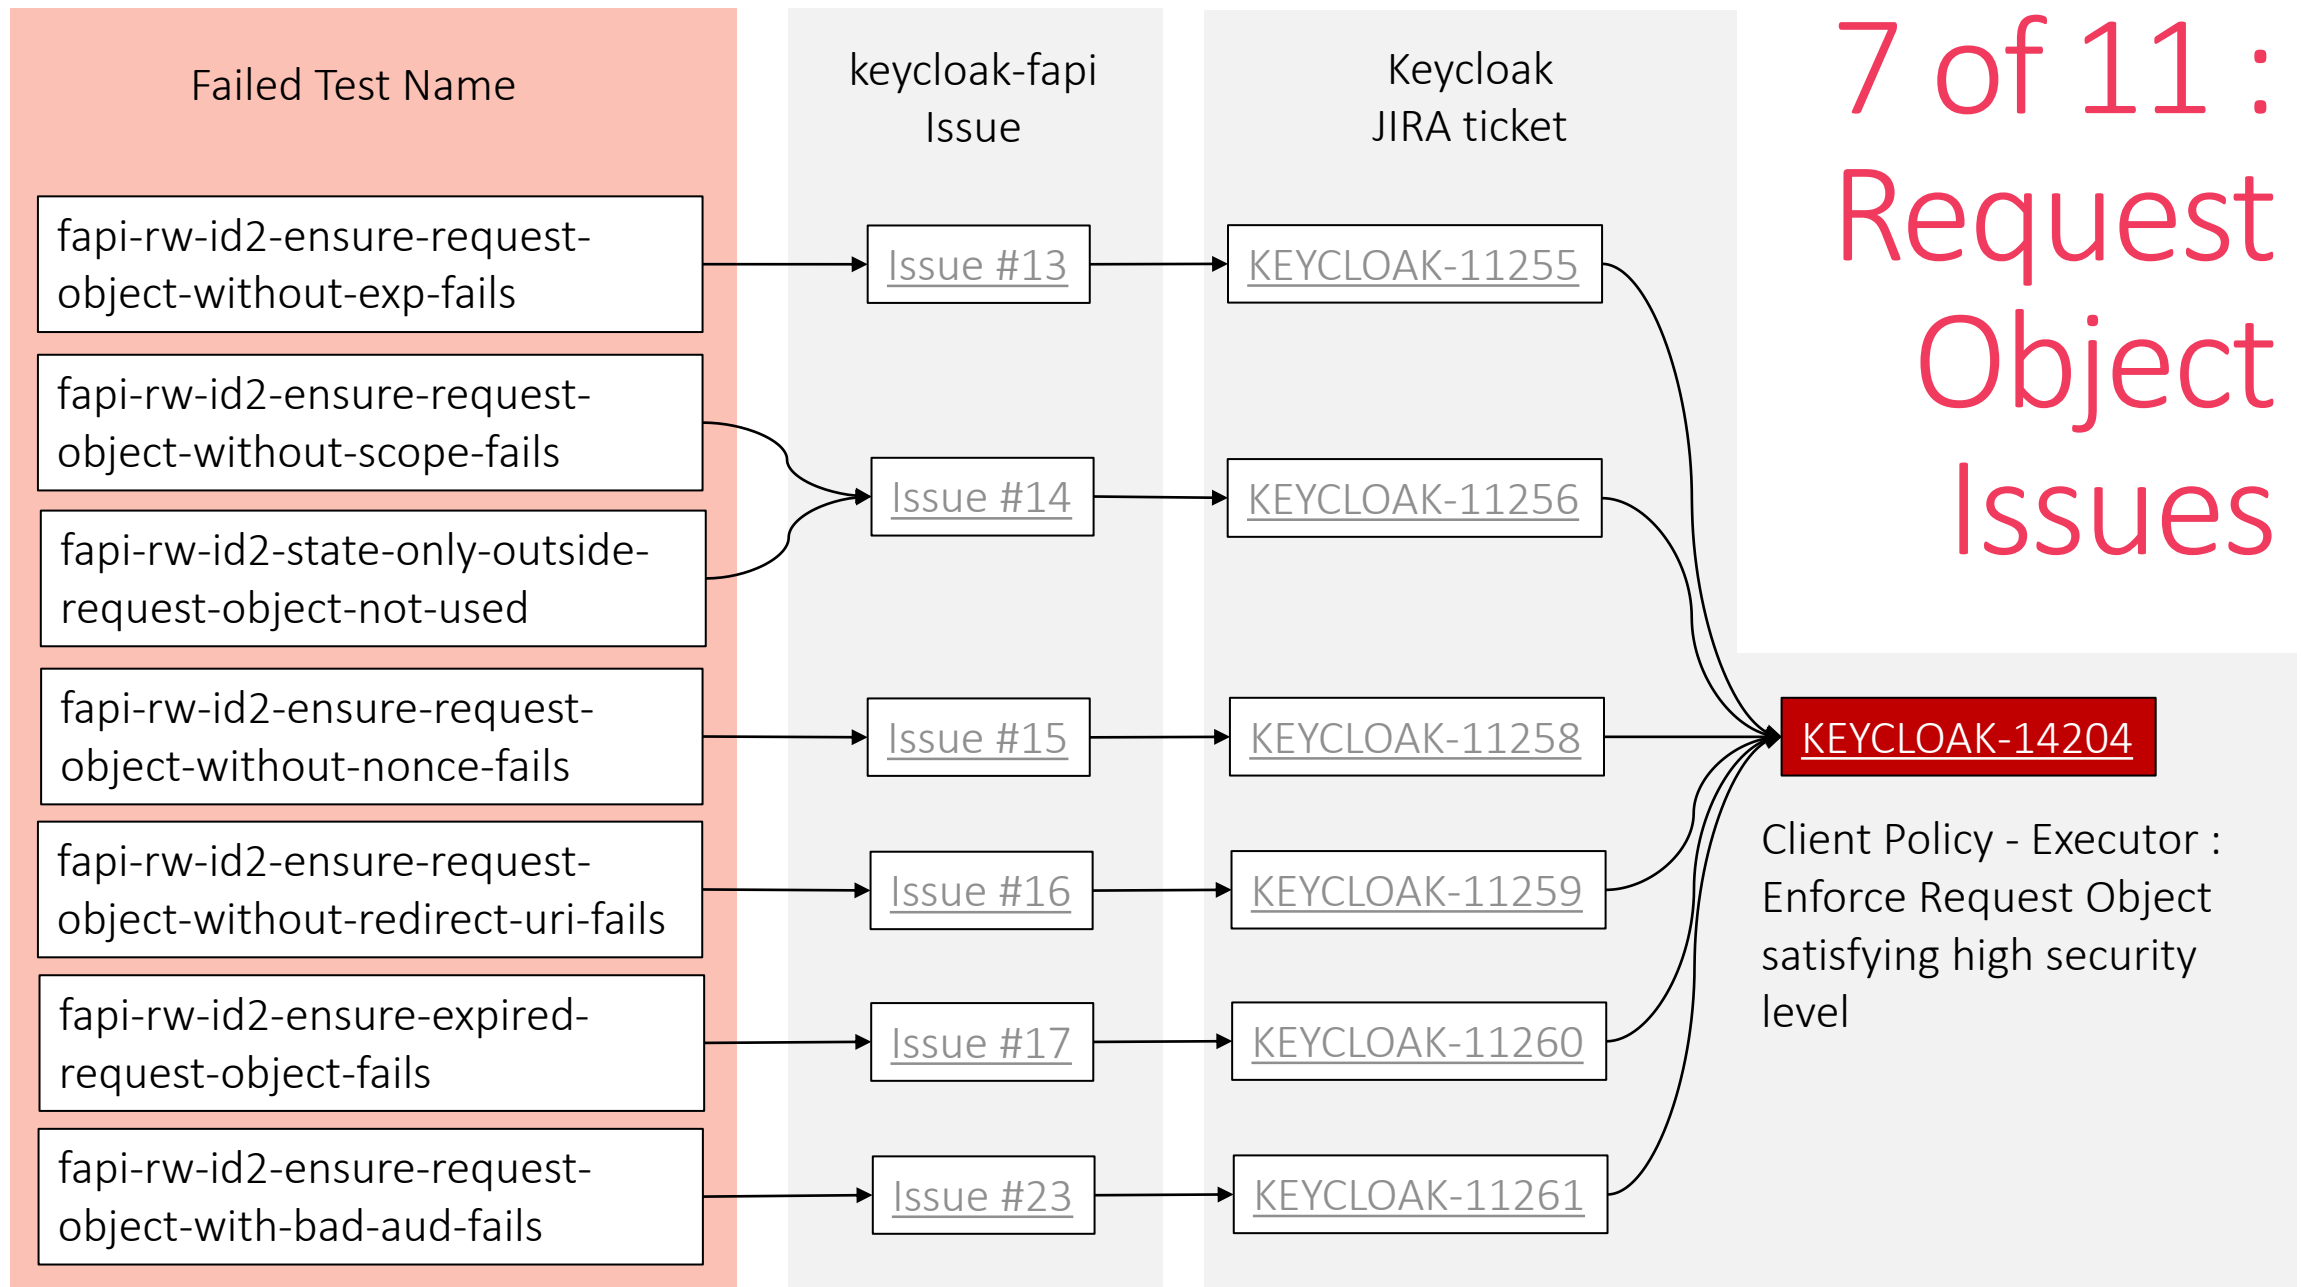 7 of 11 :
Request
Object
Issues
Failed Test Name
keycloak-fapi
Issue
Keycloak
JIRA ticket
fapi-rw-id2-ensure-request-
object-without-exp-fails
Issue #13
KEYCLOAK-11255
fapi-rw-id2-ensure-request-
object-without-scope-fails
fapi-rw-id2-state-only-outside-
request-object-not-used
Issue #14
KEYCLOAK-11256
fapi-rw-id2-ensure-request-
object-without-nonce-fails
Issue #15
KEYCLOAK-11258
fapi-rw-id2-ensure-request-
object-without-redirect-uri-fails
Issue #16
KEYCLOAK-11259
fapi-rw-id2-ensure-expired-
request-object-fails
Issue #17
KEYCLOAK-11260
fapi-rw-id2-ensure-request-
object-with-bad-aud-fails
Issue #23
KEYCLOAK-11261
KEYCLOAK-14204
Client Policy - Executor :
Enforce Request Object
satisfying high security
level